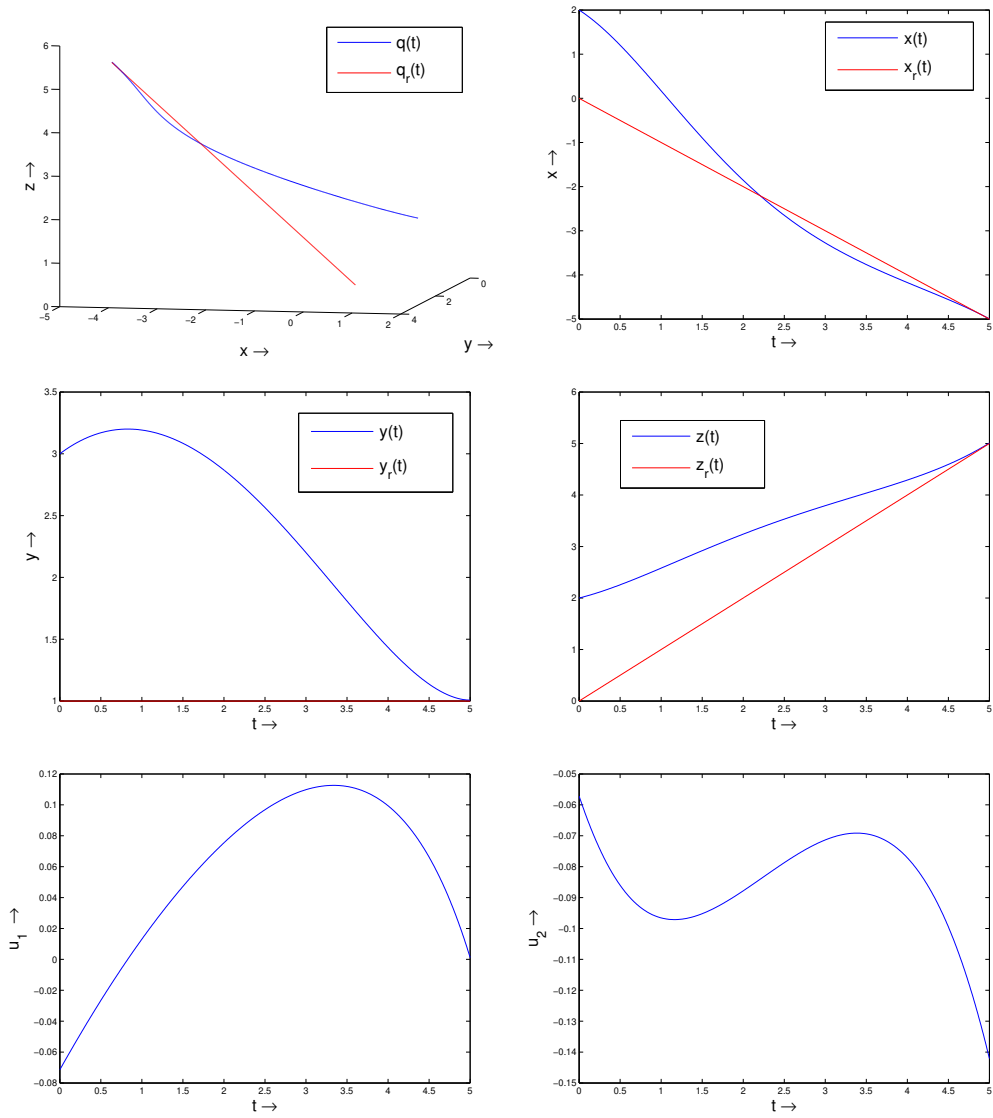 q(t)
q_r(t)
6
5
4
3
2
1
0
z →
-5 -4 -3 -2 -1 0 1 2
x →
4 2 0
y →
x(t)
x_r(t)
2
1
0
-1
-2
-3
-4
-5
x →
0 0.5 1 1.5 2 2.5 3 3.5 4 4.5 5
t →
y(t)
y_r(t)
3.5
3
2.5
2
1.5
1
y →
0 0.5 1 1.5 2 2.5 3 3.5 4 4.5 5
t →
z(t)
z_r(t)
6
5
4
3
2
1
0
z →
0 0.5 1 1.5 2 2.5 3 3.5 4 4.5 5
t →
0.12
0.1
0.08
0.06
0.04
0.02
0
-0.02
-0.04
-0.06
-0.08
u_1 →
0 0.5 1 1.5 2 2.5 3 3.5 4 4.5 5
t →
-0.05
-0.06
-0.07
-0.08
-0.09
-0.1
-0.11
-0.12
-0.13
-0.14
-0.15
u_2 →
0 0.5 1 1.5 2 2.5 3 3.5 4 4.5 5
t →